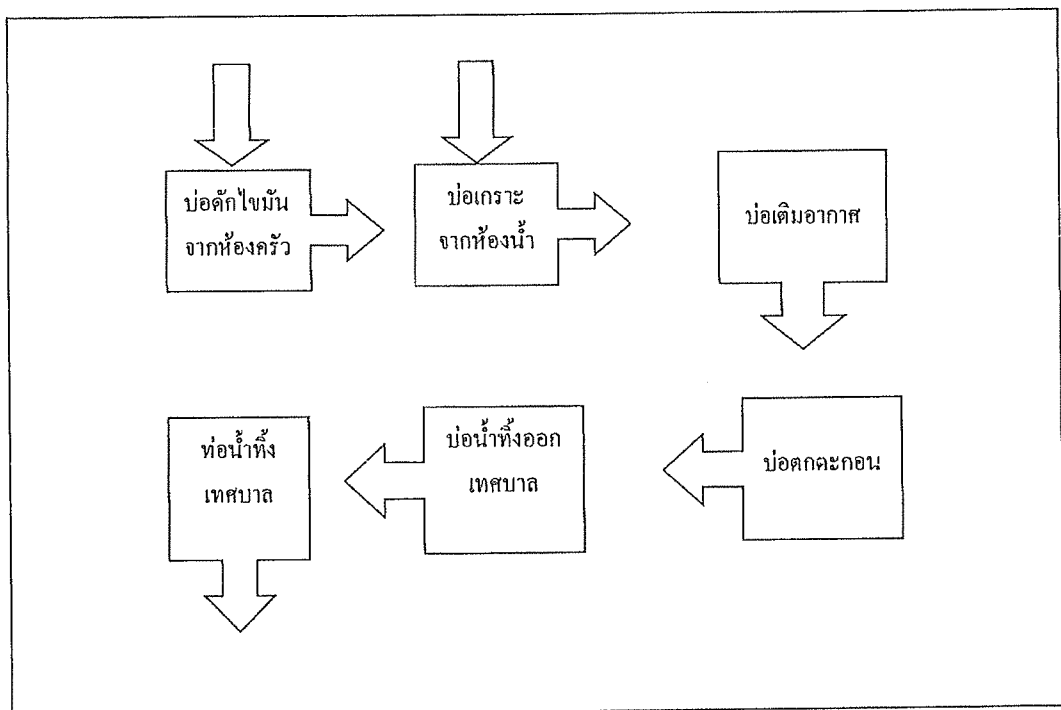 บ่อดักไขมัน
จากห้องครัว
บ่อเกราะ
จากห้องน้ำ
บ่อเติมอากาศ
ท่อน้ำทิ้ง
เทศบาล
บ่อน้ำทิ้งออก
เทศบาล
บ่อตกตะกอน